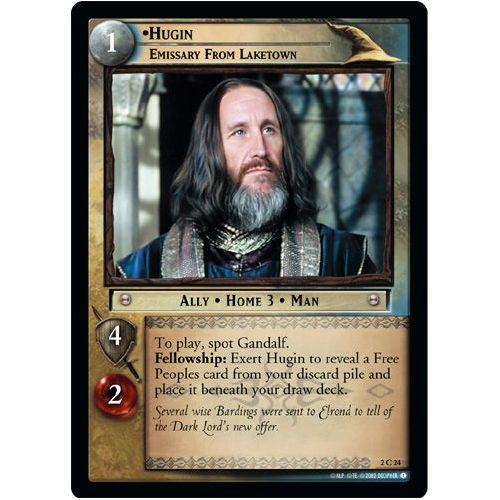 1
•HUGIN
EMISSARY FROM LAKETOWN
ALLY • HOME 3 • MAN
4
2
To play, spot Gandalf.
Fellowship: Exert Hugin to reveal a Free
Peoples card from your discard pile and
place it beneath your draw deck.
Several wise Bardings were sent to Elrond to tell of
the Dark Lord's new offer.
2 C 24